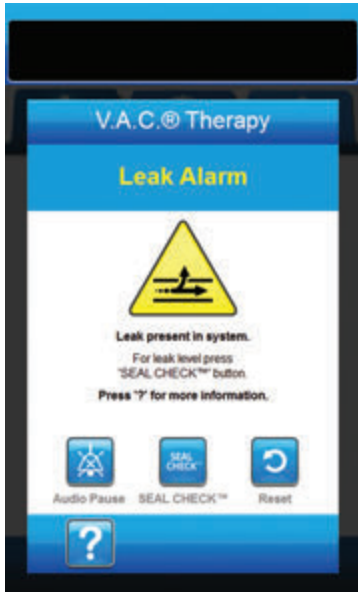 V.A.C.® Therapy
Leak Alarm
Leak present in system.
For leak level press
'SEAL CHECK™' button.
Press '?' for more information.
SEAL
CHECK™
Audio Pause SEAL CHECK™ Reset
?